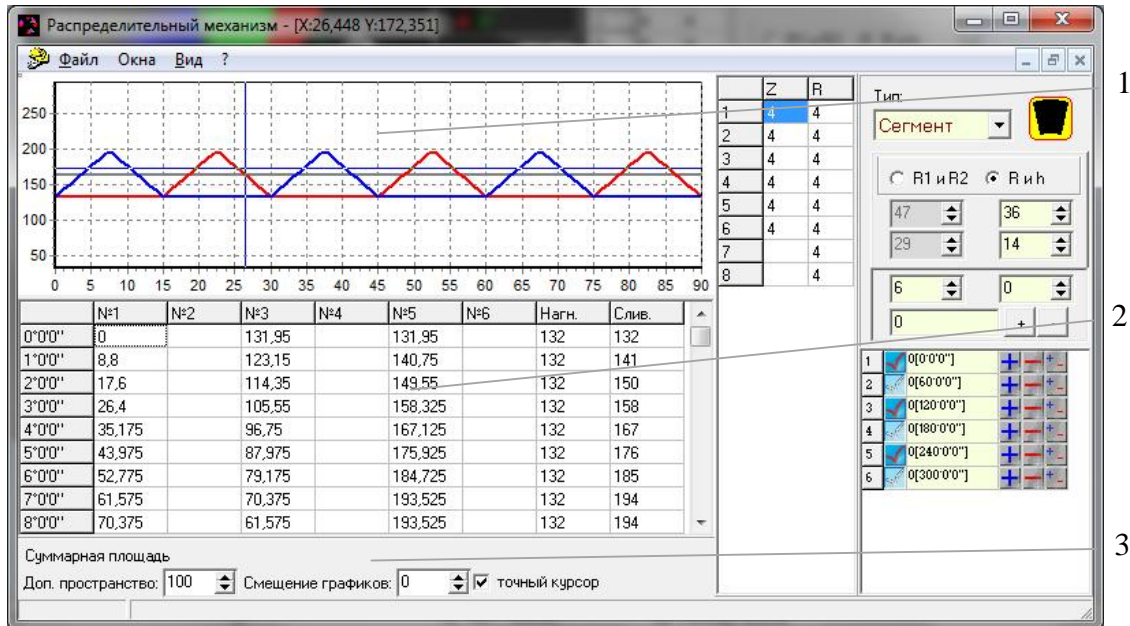 Распределительный механизм - [X:26,448 Y:172,351]
Файл Окна Вид ?
250
200
150
100
50
0 5 10 15 20 25 30 35 40 45 50 55 60 65 70 75 80 85 90
Z R
1 4 4
2 4 4
3 4 4
4 4 4
5 4 4
6 4 4
7 4
8 4
Тип:
Сегмент
R1 и R2 R и h
47 36
29 14
6 0
0 + -
1 0[0'0'0"]
2 0[60'0'0"]
3 0[120'0'0"]
4 0[180'0'0"]
5 0[240'0'0"]
6 0[300'0'0"]
№1 №2 №3 №4 №5 №6 Нагн. Слив.
0°0'0" 0 131,95 131,95 132 132
1°0'0" 8,8 123,15 140,75 132 141
2°0'0" 17,6 114,35 149,55 132 150
3°0'0" 26,4 105,55 158,325 132 158
4°0'0" 35,175 96,75 167,125 132 167
5°0'0" 43,975 87,975 175,925 132 176
6°0'0" 52,775 79,175 184,725 132 185
7°0'0" 61,575 70,375 193,525 132 194
8°0'0" 70,375 61,575 193,525 132 194
Суммарная площадь
Доп. пространство: 100 Смещение графиков: 0 точный курсор
1
2
3